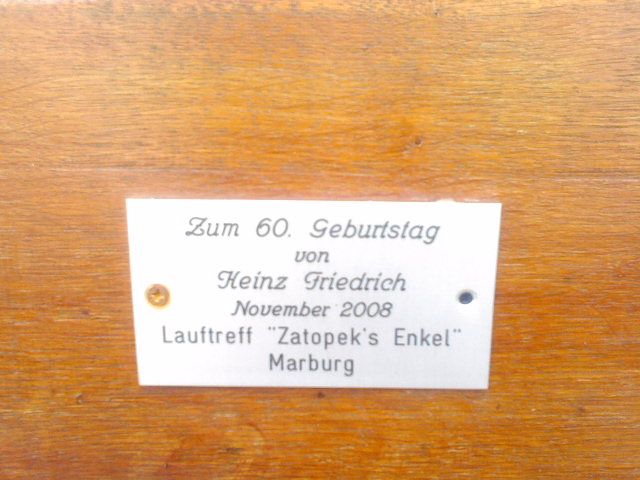 Zum 60. Geburtstag
von
Heinz Friedrich
November 2008
Lauftreff "Zatopek's Enkel"
Marburg